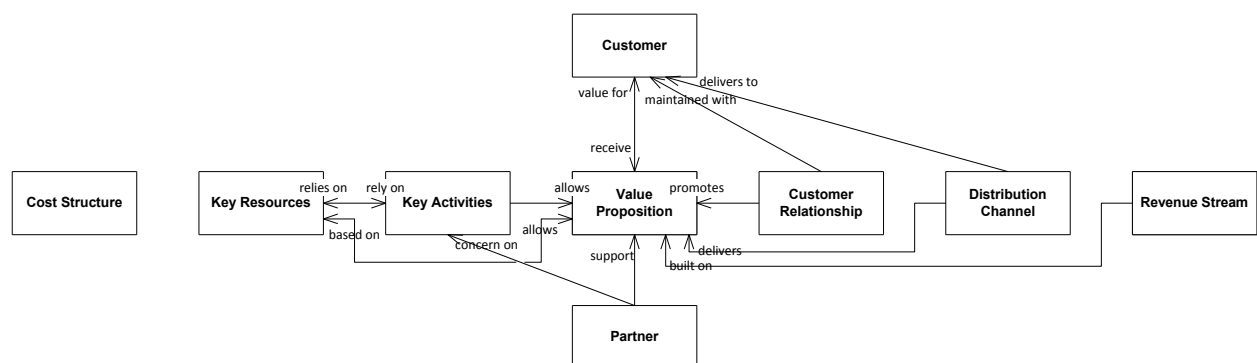 Customer
delivers to
value for
maintained with
receive
relies on
rely on
allows
promotes
Cost Structure
Key Resources
Key Activities
Value
Proposition
Customer
Relationship
Distribution
Channel
Revenue Stream
based on
allows
concern on
support
delivers
built on
Partner